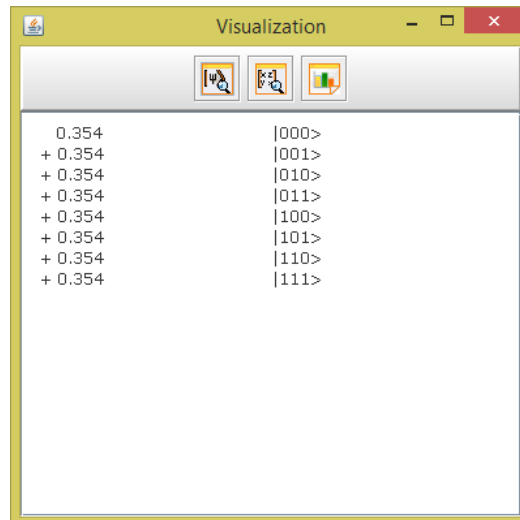 Visualization
|ψ>
x z
y x
0.354 |000>
+ 0.354 |001>
+ 0.354 |010>
+ 0.354 |011>
+ 0.354 |100>
+ 0.354 |101>
+ 0.354 |110>
+ 0.354 |111>